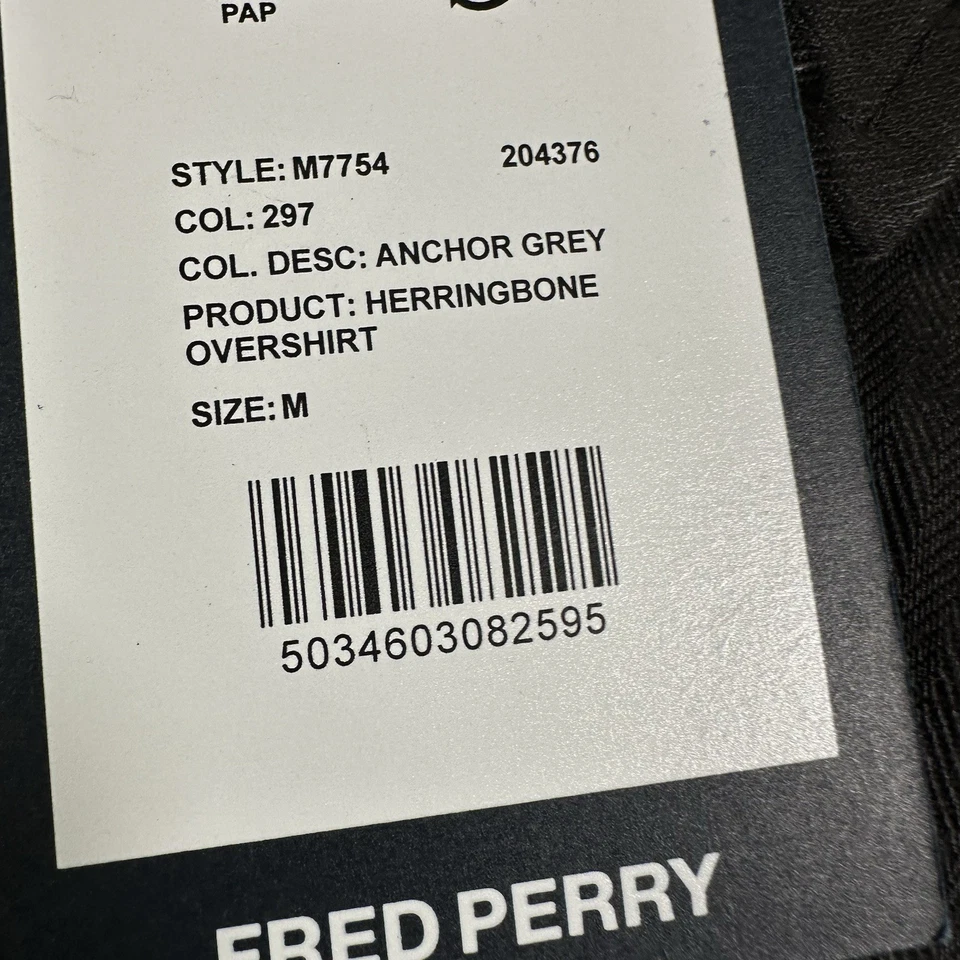 PAP
STYLE: M7754 204376
COL: 297
COL. DESC: ANCHOR GREY
PRODUCT: HERRINGBONE
OVERSHIRT
SIZE: M
5034603082595
FRED PERRY